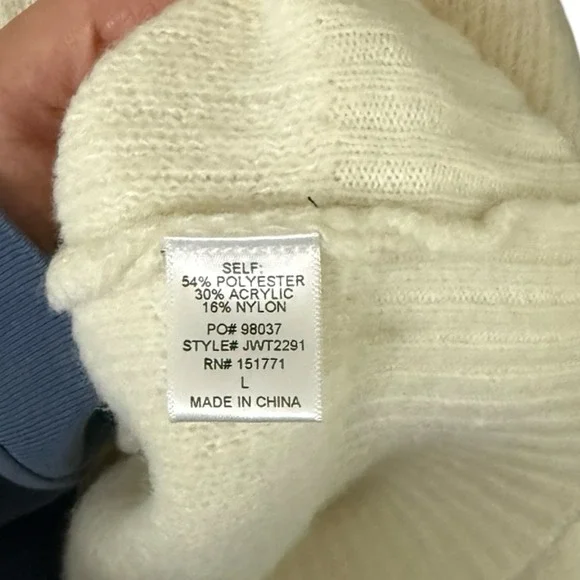 SELF:
54% POLYESTER
30% ACRYLIC
16% NYLON
PO# 98037
STYLE# JWT2291
RN# 151771
L
MADE IN CHINA